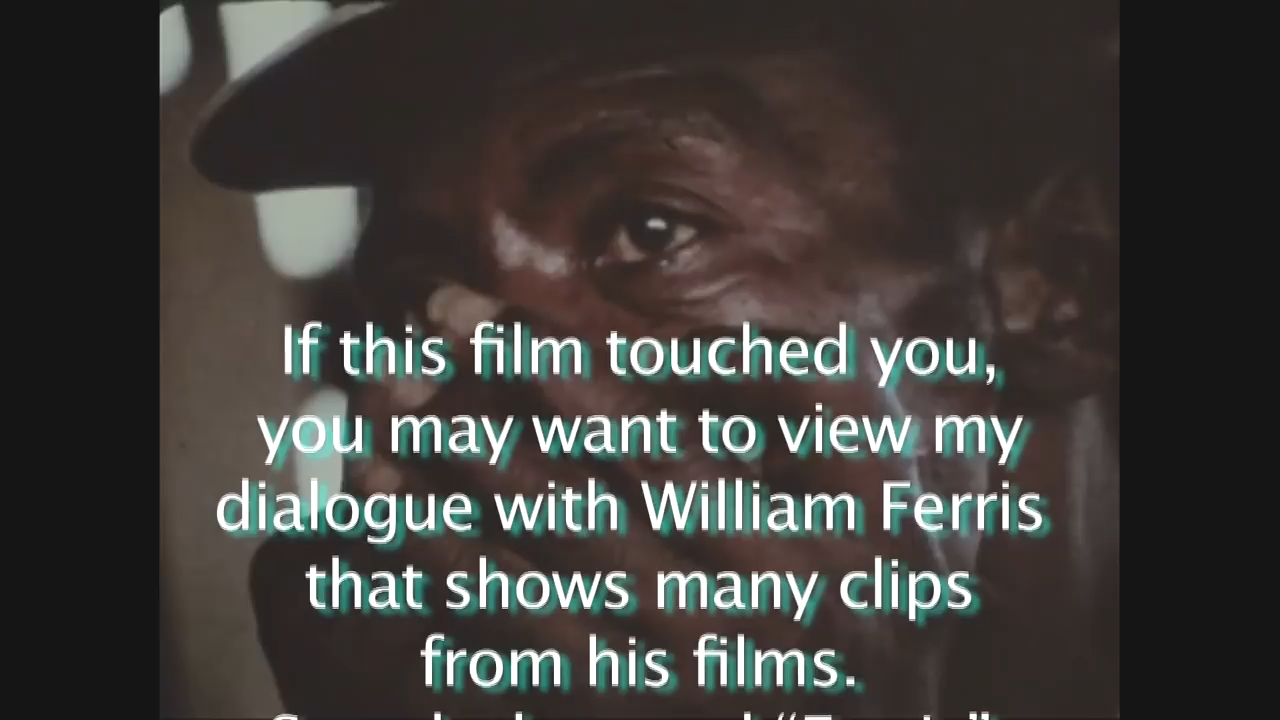 If this film touched you,
you may want to view my
dialogue with William Ferris
that shows many clips
from his films.